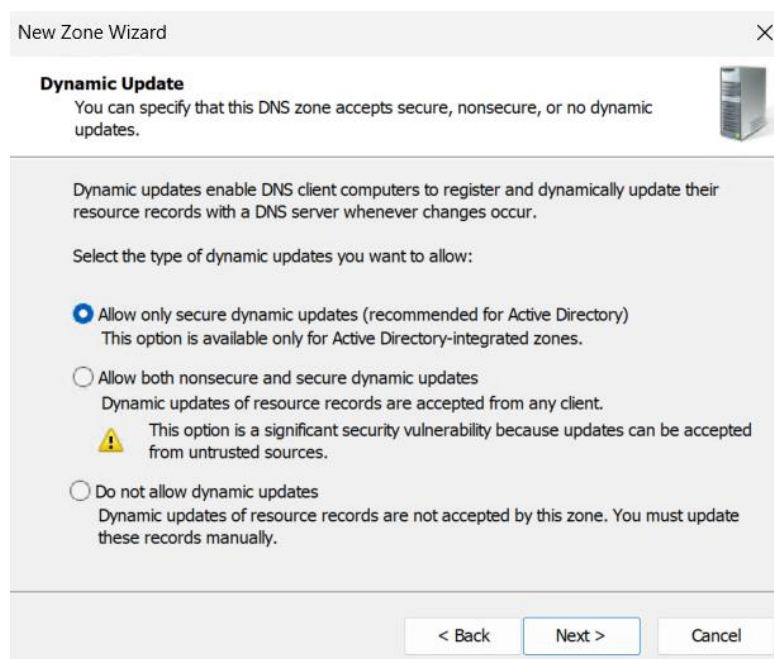 New Zone Wizard
Dynamic Update
You can specify that this DNS zone accepts secure, nonsecure, or no dynamic
updates.
Dynamic updates enable DNS client computers to register and dynamically update their
resource records with a DNS server whenever changes occur.
Select the type of dynamic updates you want to allow:
Allow only secure dynamic updates (recommended for Active Directory)
This option is available only for Active Directory-integrated zones.
Allow both nonsecure and secure dynamic updates
Dynamic updates of resource records are accepted from any client.
This option is a significant security vulnerability because updates can be accepted
from untrusted sources.
Do not allow dynamic updates
Dynamic updates of resource records are not accepted by this zone. You must update
these records manually.
< Back Next > Cancel